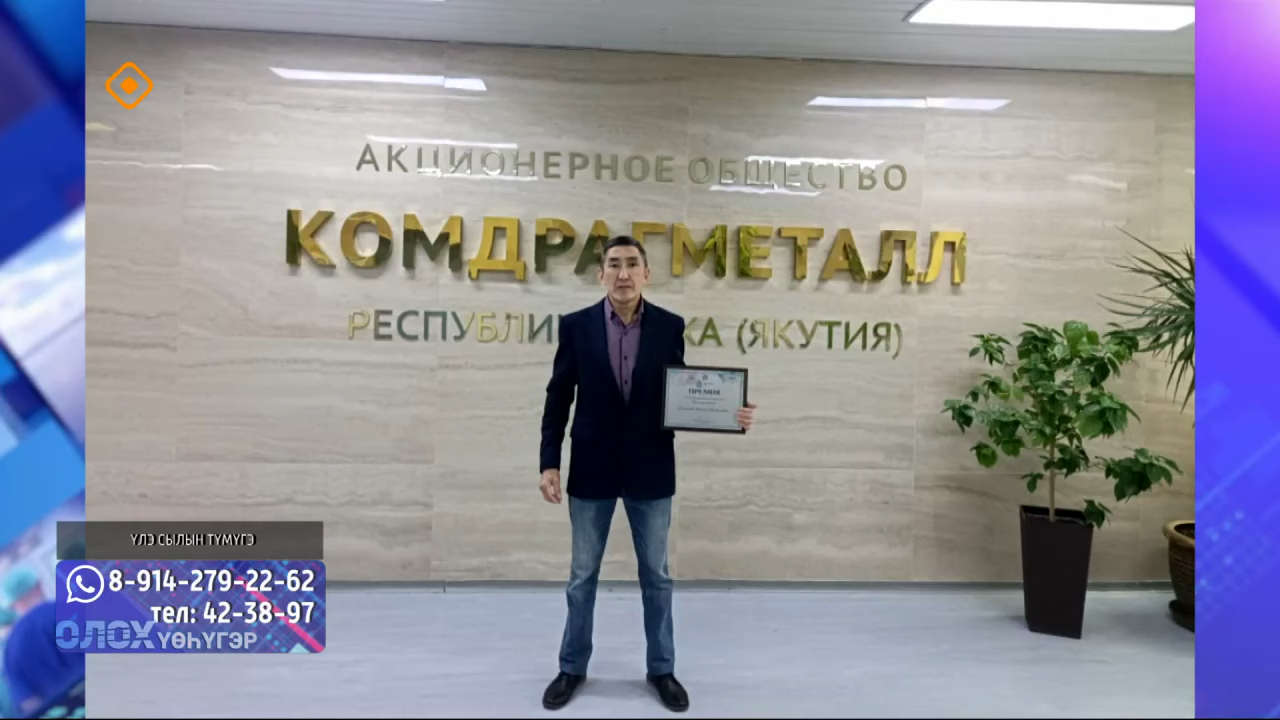 АКЦИОНЕРНОЕ ОБЩЕСТВО
КОМДРАГМЕТАЛЛ
РЕСПУБЛИ ХА (ЯКУТИЯ)
ПРЕМИЯ
ҮЛЭ СЫЛЫН ТҮМҮГЭ
8-914-279-22-62
тел: 42-38-97
ОЛОХ ҮӨҺҮГЭР